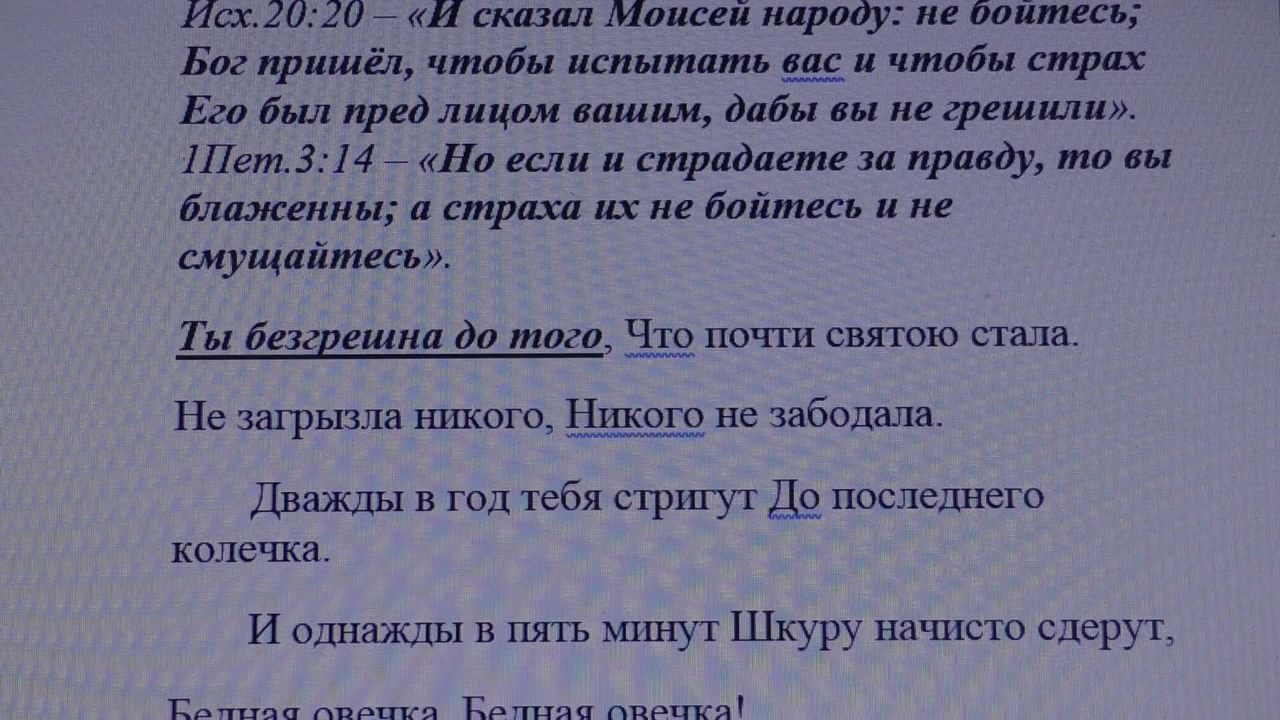 Исх.20:20 – «И сказал Моисей народу: не бойтесь;
Бог пришёл, чтобы испытать вас и чтобы страх
Его был пред лицом вашим, дабы вы не грешили».
1Пет.3:14 – «Но если и страдаете за правду, то вы
блаженны; а страха их не бойтесь и не
смущайтесь».
Ты безгрешна до того, Что почти святою стала.
Не загрызла никого, Никого не забодала.
Дважды в год тебя стригут До последнего
колечка.
И однажды в пять минут Шкуру начисто сдерут,
Бедная овечка, Бедная овечка!